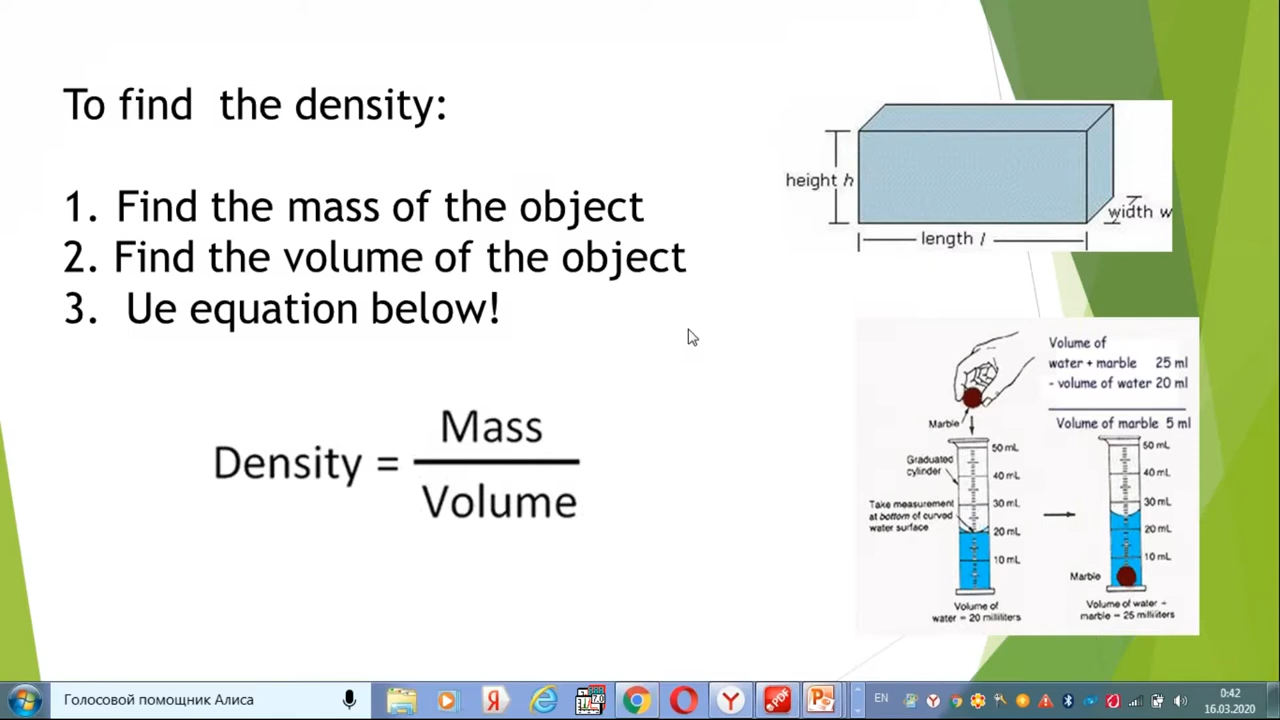 To find  the density:
1. Find the mass of the object
2. Find the volume of the object
3. Ue equation below!
Density =
Mass
Volume
height h
width w
length l
Volume of
water + marble 25 ml
- volume of water 20 ml
Volume of marble 5 ml
Marble
Graduated
cylinder
Take measurement
at bottom of curved
water surface
50 mL
40 mL
30 mL
20 mL
10 mL
Volume of
water = 20 milliliters
50 mL
40 mL
30 mL
20 mL
10 mL
Marble
Volume of water +
marble = 25 milliliters
Голосовой помощник Алиса
Я
2.0
Y
PDF
P
EN
0:42
16.03.2020